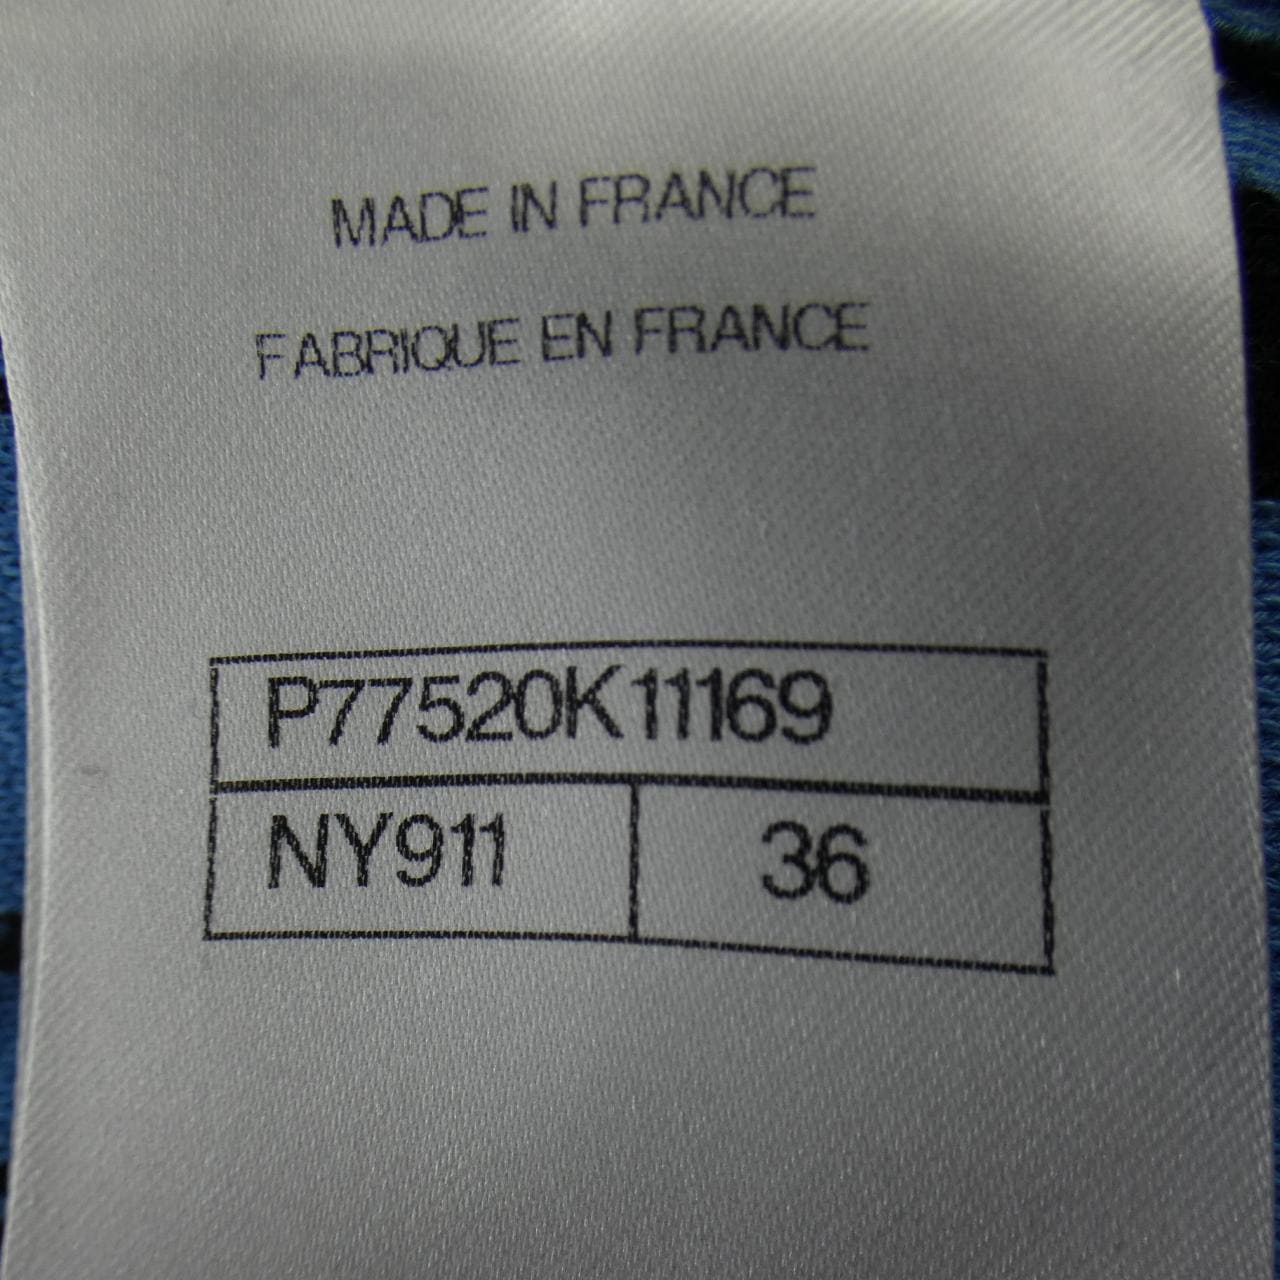 MADE IN FRANCE
FABRIQUE EN FRANCE
P77520K11169
NY911 36